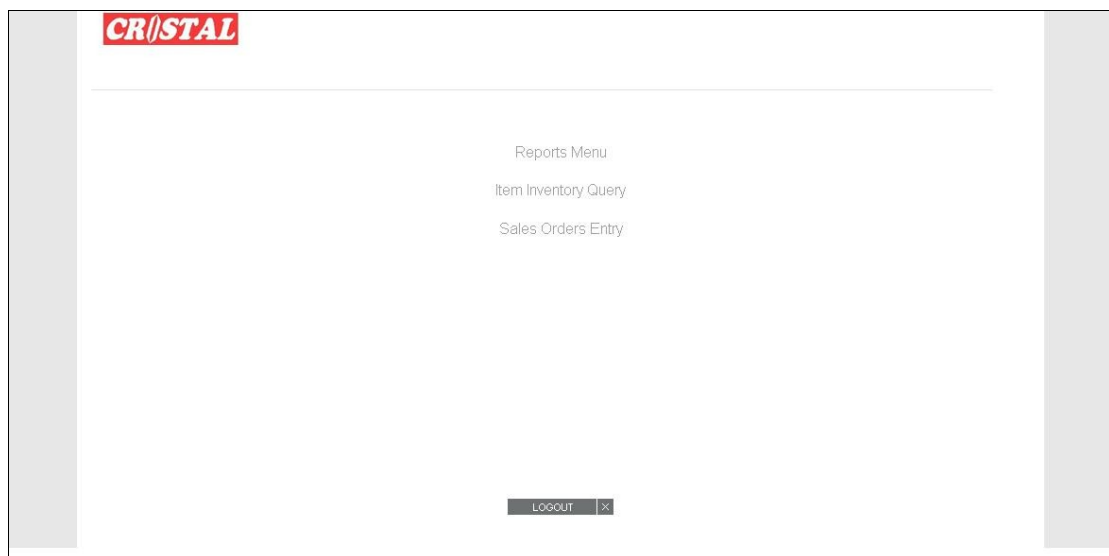 CRISTAL
Reports Menu
Item Inventory Query
Sales Orders Entry
LOGOUT